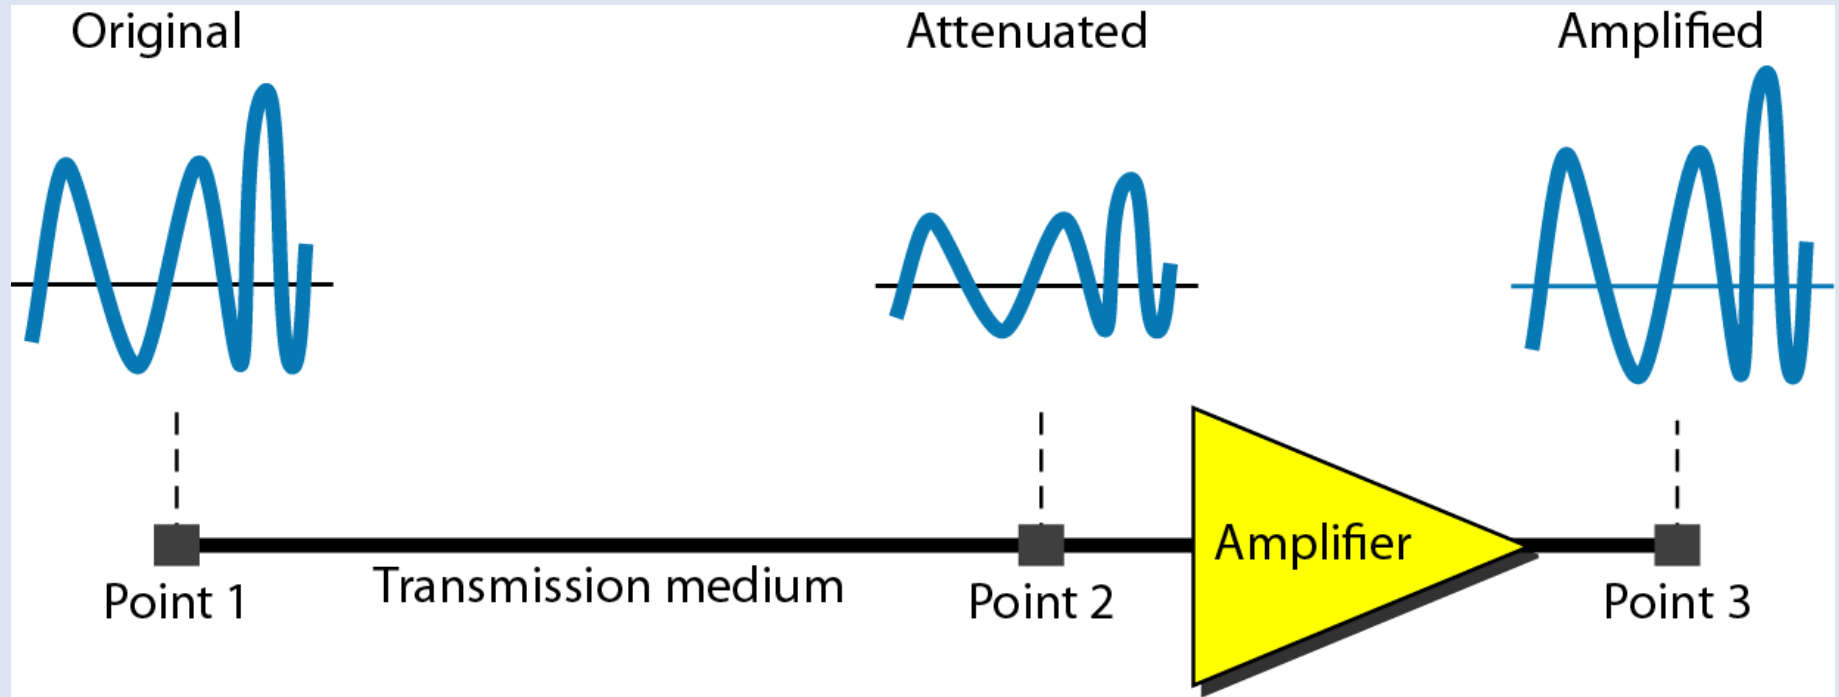 Original
Attenuated
Amplified
Amplifier
Transmission medium
Point 1
Point 2
Point 3